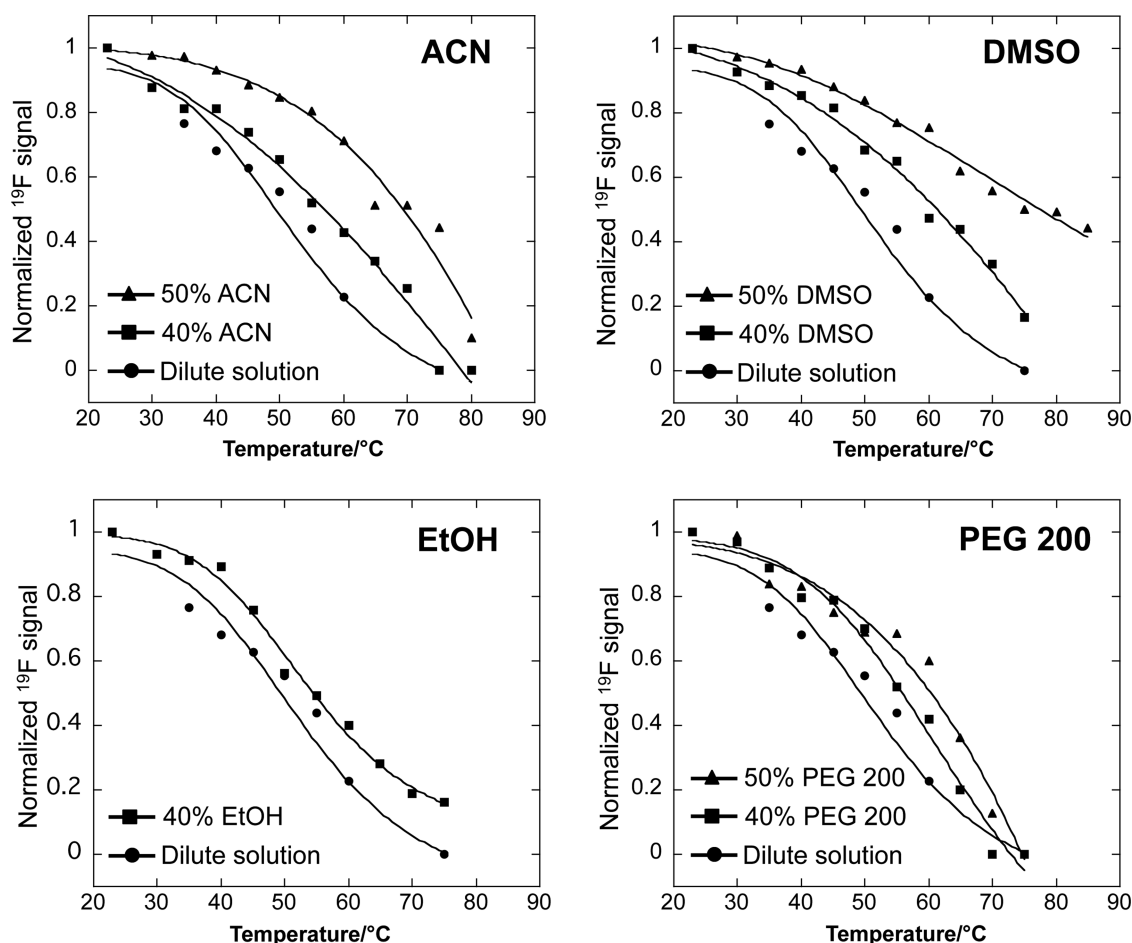 ACN
1
0.8
0.6
0.4
0.2
0
Normalized ¹⁹F signal
50% ACN
40% ACN
Dilute solution
20 30 40 50 60 70 80 90
Temperature/°C
DMSO
1
0.8
0.6
0.4
0.2
0
Normalized ¹⁹F signal
50% DMSO
40% DMSO
Dilute solution
20 30 40 50 60 70 80 90
Temperature/°C
EtOH
1
0.8
0.6
0.4
0.2
0
Normalized ¹⁹F signal
40% EtOH
Dilute solution
20 30 40 50 60 70 80 90
Temperature/°C
PEG 200
1
0.8
0.6
0.4
0.2
0
Normalized ¹⁹F signal
50% PEG 200
40% PEG 200
Dilute solution
20 30 40 50 60 70 80 90
Temperature/°C